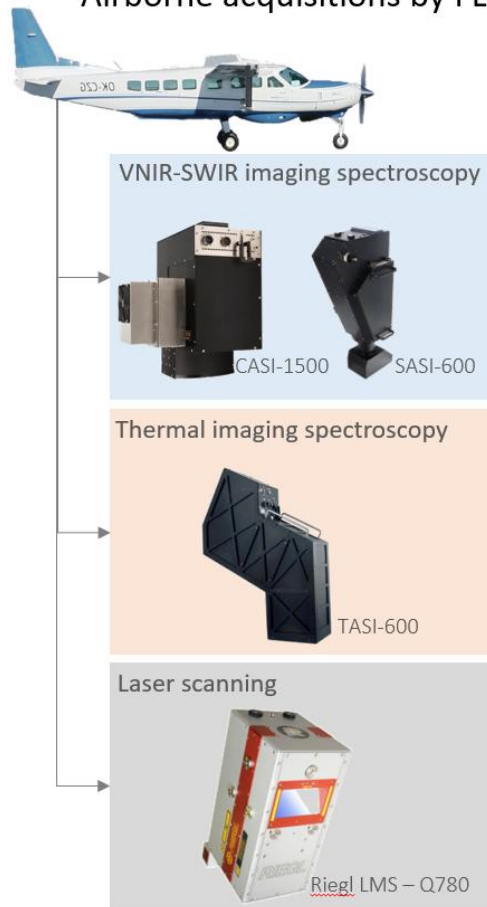 Airborne acquisitions by
OK-CZG
VNIR-SWIR imaging spectroscopy
CASI-1500
SASI-600
Thermal imaging spectroscopy
TASI-600
Laser scanning
RIEGL
Riegl LMS – Q780